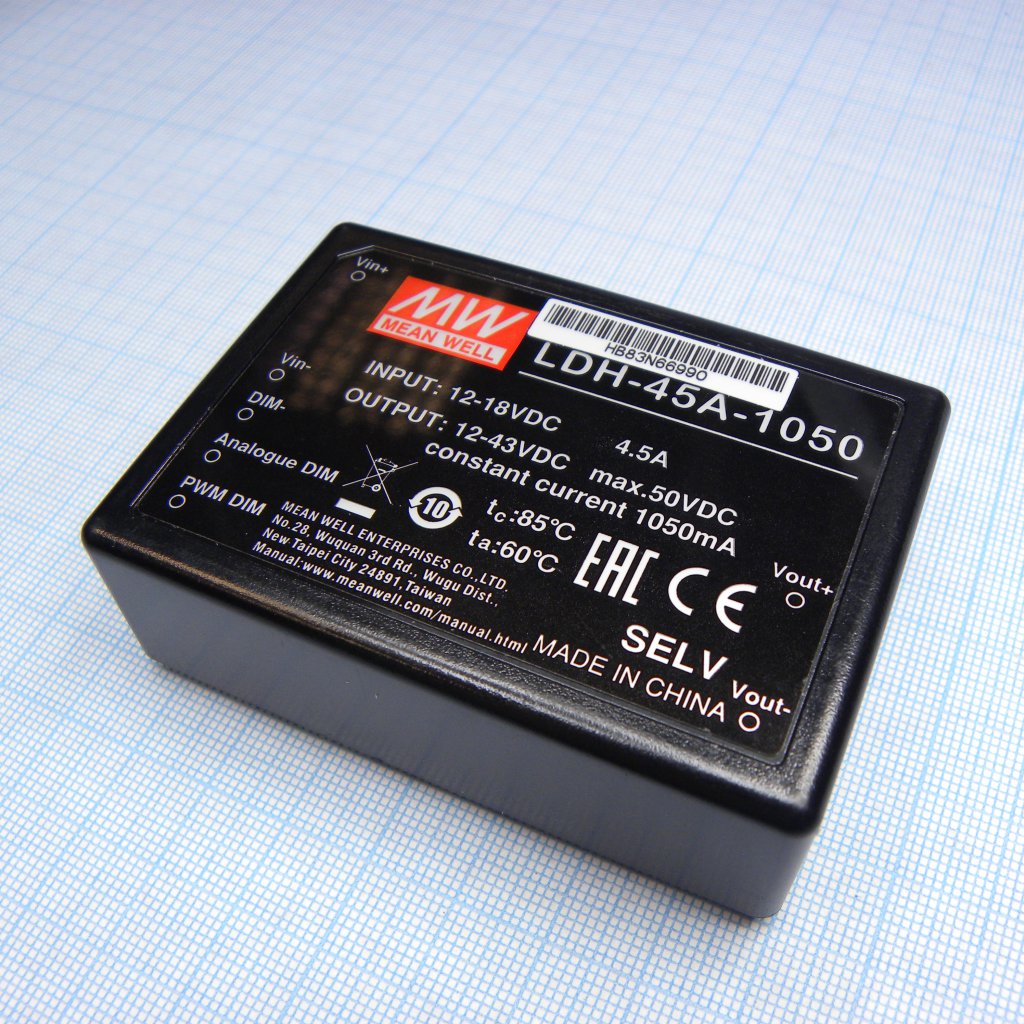 Vin+
MW
MEAN WELL
HB83N66990
LDH-45A-1050
INPUT: 12-18VDC 4.5A
OUTPUT: 12-43VDC max.50VDC
constant current 1050mA
Vin-
DIM-
Analogue DIM
PWM DIM
10
tc:85℃
ta:60℃
EAC CE
MEAN WELL ENTERPRISES CO.,LTD.
No.28, Wuquan 3rd Rd., Wugu Dist.,
New Taipei City 24891,Taiwan
Manual:www.meanwell.com/manual.html
SELV
MADE IN CHINA
Vout+
Vout-